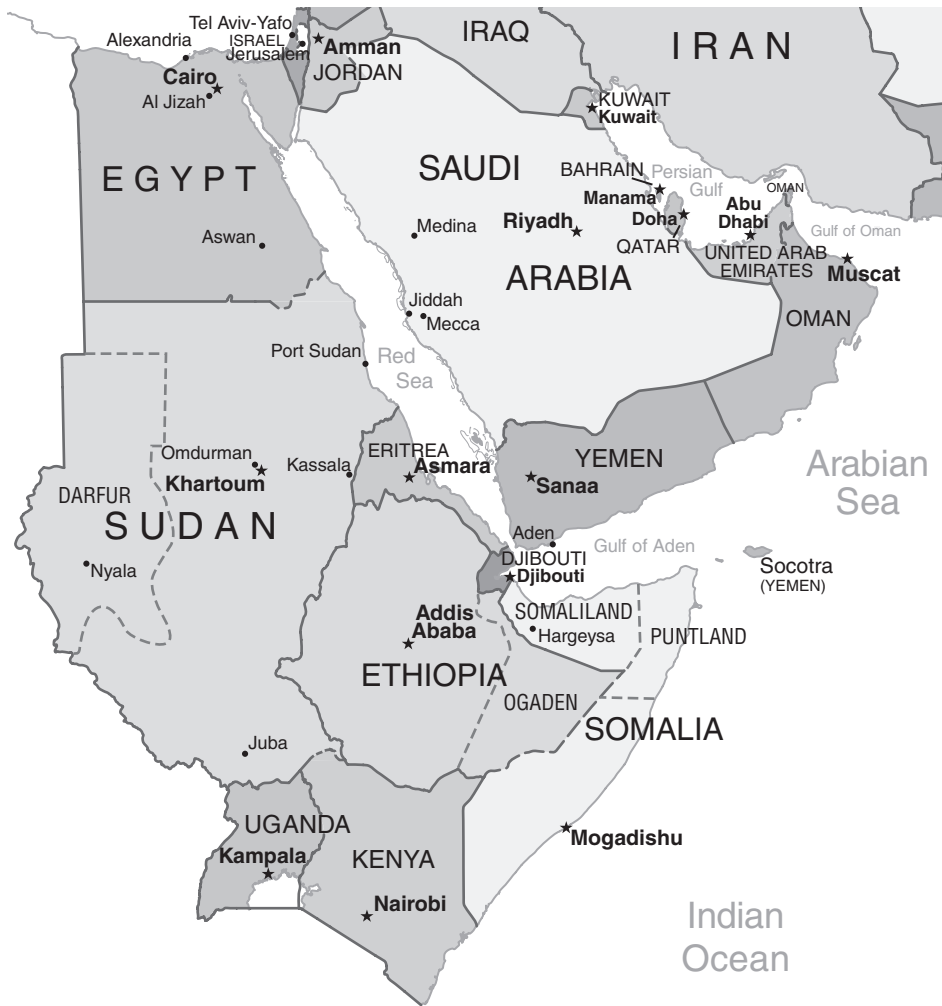 Tel Aviv-Yafo
Alexandria
ISRAEL
Jerusalem
Amman
JORDAN
IRAQ
IRAN
Cairo
Al Jizah
KUWAIT
Kuwait
EGYPT
SAUDI
ARABIA
BAHRAIN
Manama
Persian
Gulf
OMAN
Doha
QATAR
Abu
Dhabi
Gulf of Oman
UNITED ARAB
EMIRATES
Muscat
Medina
Riyadh
Aswan
OMAN
Jiddah
Mecca
Port Sudan
Red
Sea
ERITREA
Asmara
YEMEN
Sanaa
Arabian
Sea
Omdurman
Khartoum
Kassala
DARFUR
SUDAN
Nyala
Aden
Gulf of Aden
DJIBOUTI
Djibouti
Socotra
(YEMEN)
SOMALILAND
Hargeysa
PUNTLAND
Addis
Ababa
ETHIOPIA
OGADEN
SOMALIA
Juba
UGANDA
Kampala
KENYA
Nairobi
Mogadishu
Indian
Ocean